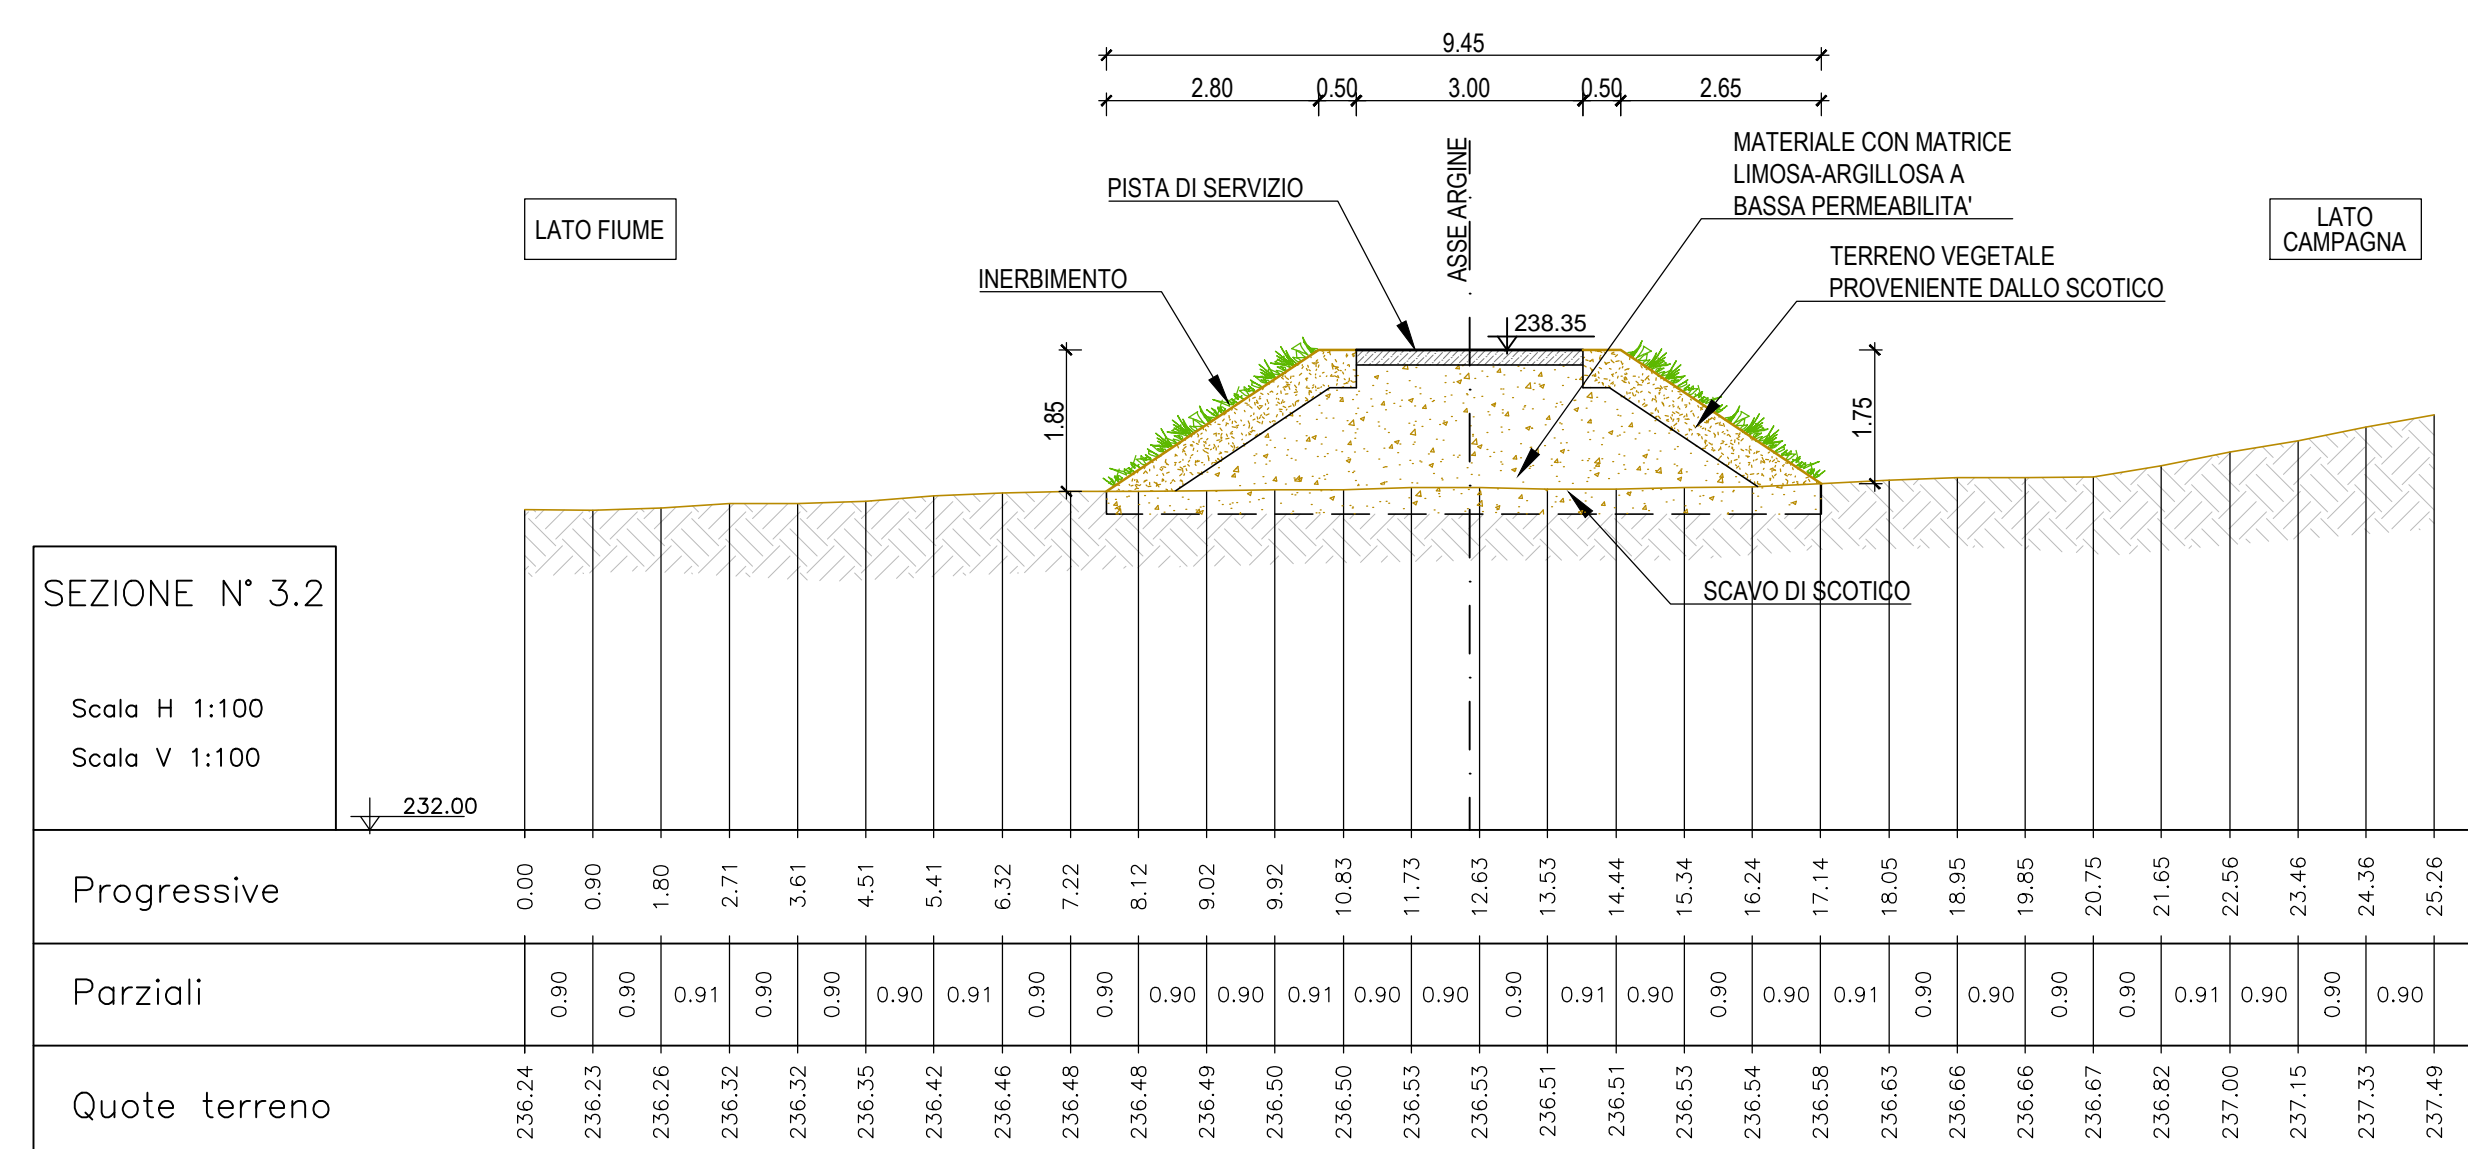 9.45
2.80 0.50 3.00 0.50 2.65
ASSE ARGINE
MATERIALE CON MATRICE
LIMOSA-ARGILLOSA A
BASSA PERMEABILITA'
PISTA DI SERVIZIO
LATO FIUME
LATO
CAMPAGNA
TERRENO VEGETALE
PROVENIENTE DALLO SCOTICO
INERBIMENTO
238.35
1.85
1.75
SCAVO DI SCOTICO
SEZIONE N° 3.2
Scala H 1:100
Scala V 1:100
232.00
Progressive 0.00 0.90 1.80 2.71 3.61 4.51 5.41 6.32 7.22 8.12 9.02 9.92 10.83 11.73 12.63 13.53 14.44 15.34 16.24 17.14 18.05 18.95 19.85 20.75 21.65 22.56 23.46 24.36 25.26
Parziali 0.90 0.90 0.91 0.90 0.90 0.90 0.91 0.90 0.90 0.90 0.90 0.91 0.90 0.90 0.90 0.91 0.90 0.90 0.90 0.91 0.90 0.90 0.90 0.90 0.91 0.90 0.90 0.90
Quote terreno 236.24 236.23 236.26 236.32 236.32 236.35 236.42 236.46 236.48 236.48 236.49 236.50 236.50 236.53 236.53 236.51 236.51 236.53 236.54 236.58 236.63 236.66 236.66 236.67 236.82 237.00 237.15 237.33 237.49